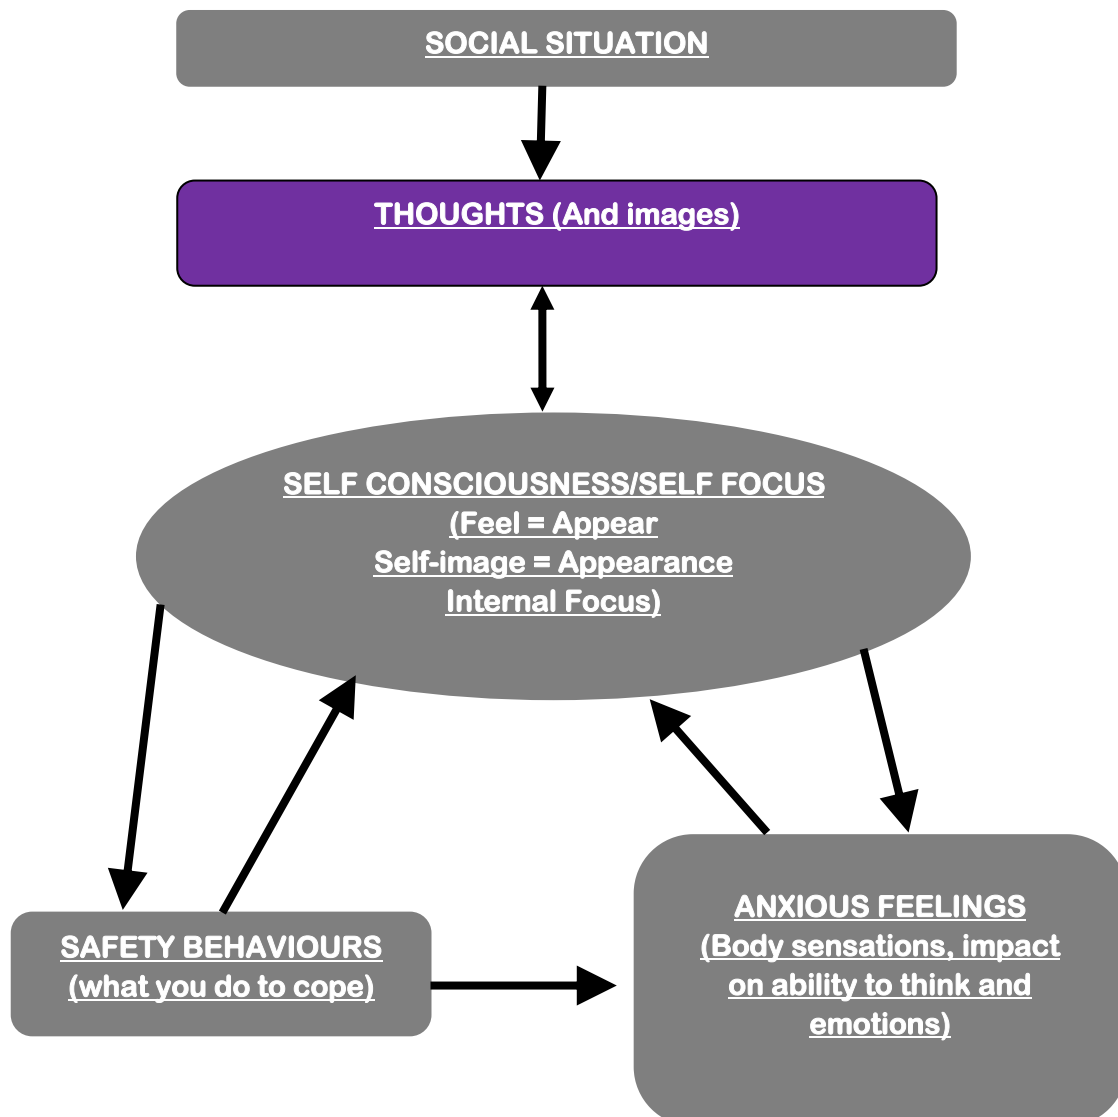 SOCIAL SITUATION
THOUGHTS (And images)
SELF CONSCIOUSNESS/SELF FOCUS
(Feel = Appear
Self-image = Appearance
Internal Focus)
SAFETY BEHAVIOURS
(what you do to cope)
ANXIOUS FEELINGS
(Body sensations, impact
on ability to think and
emotions)